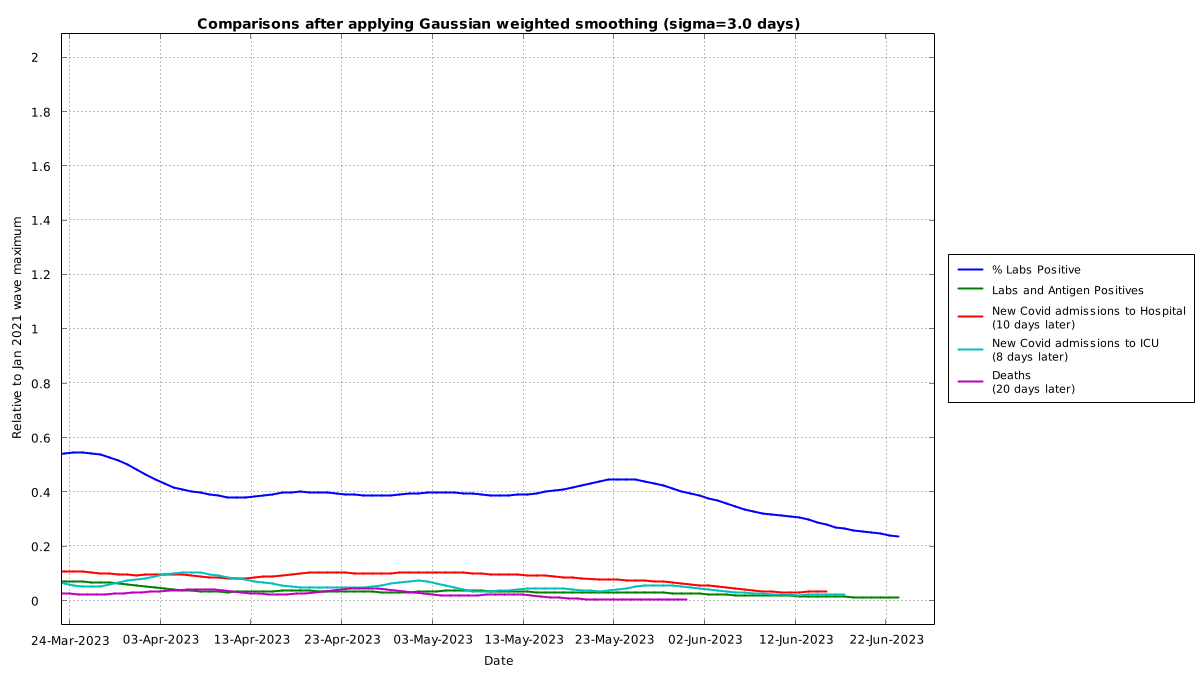 Comparisons after applying Gaussian weighted smoothing (sigma=3.0 days)
Relative to Jan 2021 wave maximum
2
1.8
1.6
1.4
1.2
1
0.8
0.6
0.4
0.2
0
24-Mar-2023 03-Apr-2023 13-Apr-2023 23-Apr-2023 03-May-2023 13-May-2023 23-May-2023 02-Jun-2023 12-Jun-2023 22-Jun-2023
Date
% Labs Positive
Labs and Antigen Positives
New Covid admissions to Hospital
(10 days later)
New Covid admissions to ICU
(8 days later)
Deaths
(20 days later)